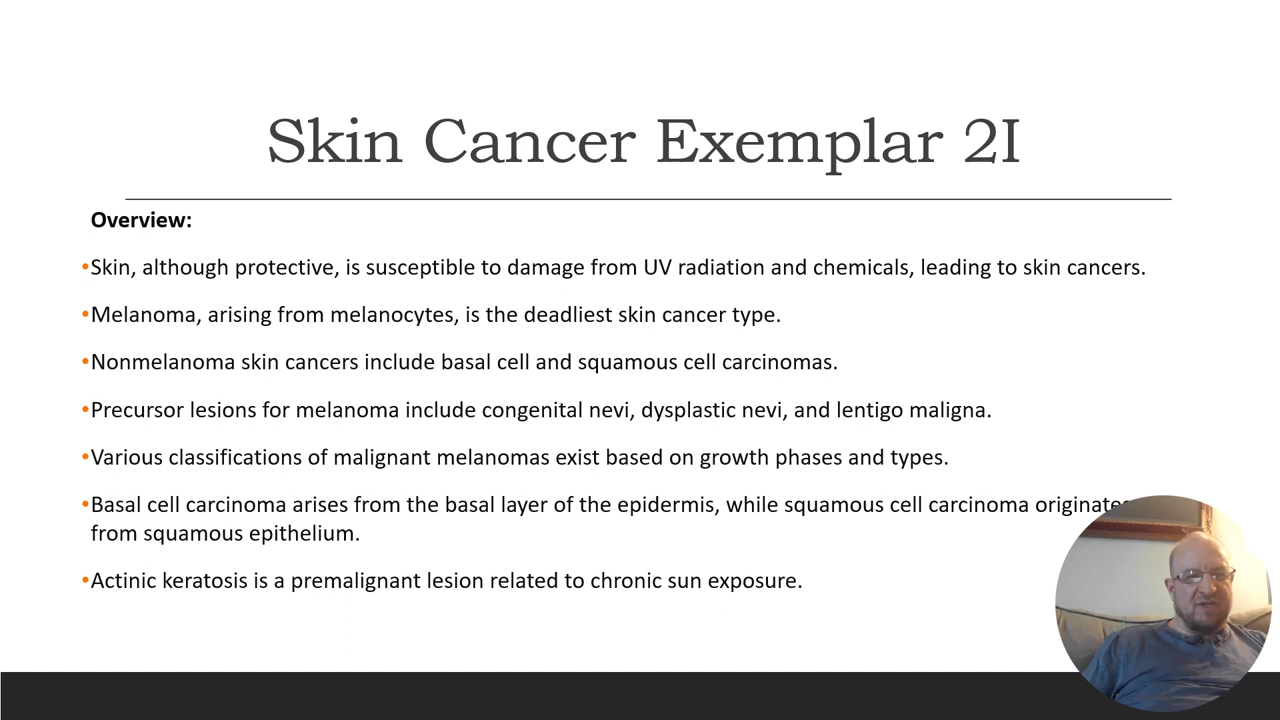 Skin Cancer Exemplar 2I
Overview:
•Skin, although protective, is susceptible to damage from UV radiation and chemicals, leading to skin cancers.
•Melanoma, arising from melanocytes, is the deadliest skin cancer type.
•Nonmelanoma skin cancers include basal cell and squamous cell carcinomas.
•Precursor lesions for melanoma include congenital nevi, dysplastic nevi, and lentigo maligna.
•Various classifications of malignant melanomas exist based on growth phases and types.
•Basal cell carcinoma arises from the basal layer of the epidermis, while squamous cell carcinoma originates
from squamous epithelium.
•Actinic keratosis is a premalignant lesion related to chronic sun exposure.